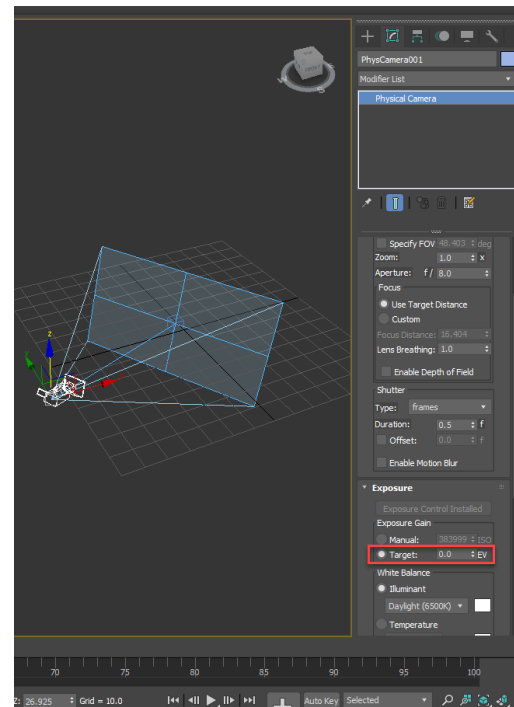 PhysCamera001
Modifier List
Physical Camera
Specify FOV 48.403 deg
Zoom: 1.0 x
Aperture: f / 8.0
Focus
Use Target Distance
Custom
Focus Distance: 16.404
Lens Breathing: 1.0
Enable Depth of Field
Shutter
Type: frames
Duration: 0.5 f
Offset: 0.0 f
Enable Motion Blur
Exposure
Exposure Control Installed
Exposure Gain
Manual: 383999 ISO
Target: 0.0 EV
White Balance
Illuminant
Daylight (6500K)
Temperature
z
70 75 80 85 90 95 100
Z: 26.925 Grid = 10.0 Auto Key Selected